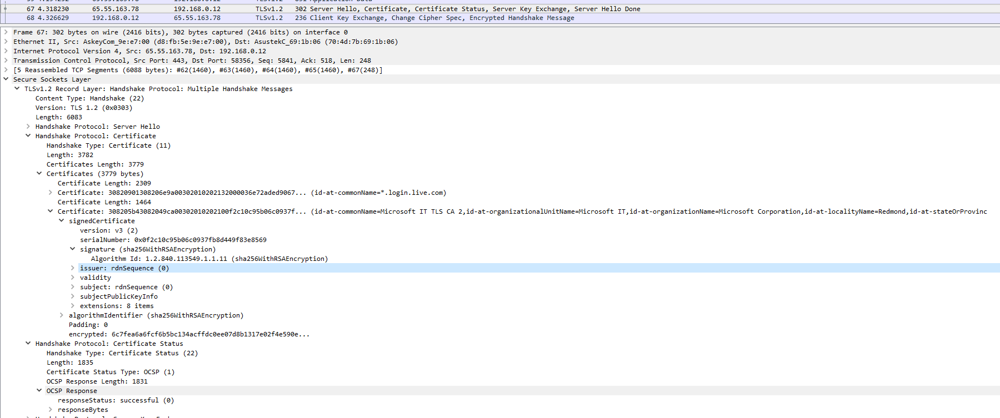 67 4.318230 65.55.163.78 192.168.0.12 TLSv1.2 302 Server Hello, Certificate, Certificate Status, Server Key Exchange, Server Hello Done
68 4.326629 192.168.0.12 65.55.163.78 TLSv1.2 236 Client Key Exchange, Change Cipher Spec, Encrypted Handshake Message
Frame 67: 302 bytes on wire (2416 bits), 302 bytes captured (2416 bits) on interface 0
Ethernet II, Src: AskeyCom_9e:e7:00 (d8:fb:5e:9e:e7:00), Dst: AsustekC_69:1b:06 (70:4d:7b:69:1b:06)
Internet Protocol Version 4, Src: 65.55.163.78, Dst: 192.168.0.12
Transmission Control Protocol, Src Port: 443, Dst Port: 58356, Seq: 5841, Ack: 518, Len: 248
[5 Reassembled TCP Segments (6088 bytes): #62(1460), #63(1460), #64(1460), #65(1460), #67(248)]
Secure Sockets Layer
TLSv1.2 Record Layer: Handshake Protocol: Multiple Handshake Messages
Content Type: Handshake (22)
Version: TLS 1.2 (0x0303)
Length: 6083
Handshake Protocol: Server Hello
Handshake Protocol: Certificate
Handshake Type: Certificate (11)
Length: 3782
Certificates Length: 3779
Certificates (3779 bytes)
Certificate Length: 2309
Certificate: 30820901308206e9a00302010202132000036e72aded9067... (id-at-commonName=*.login.live.com)
Certificate Length: 1464
Certificate: 308205b43082049ca00302010202100f2c10c95b06c0937f... (id-at-commonName=Microsoft IT TLS CA 2,id-at-organizationalUnitName=Microsoft IT,id-at-organizationName=Microsoft Corporation,id-at-localityName=Redmond,id-at-stateOrProvinc
signedCertificate
version: v3 (2)
serialNumber: 0x0f2c10c95b06c0937fb8d449f83e8569
signature (sha256WithRSAEncryption)
Algorithm Id: 1.2.840.113549.1.1.11 (sha256WithRSAEncryption)
issuer: rdnSequence (0)
validity
subject: rdnSequence (0)
subjectPublicKeyInfo
extensions: 8 items
algorithmIdentifier (sha256WithRSAEncryption)
Padding: 0
encrypted: 6c7fea6a6fcf6b5bc134acffdc0ee07d8b1317e02f4e590e...
Handshake Protocol: Certificate Status
Handshake Type: Certificate Status (22)
Length: 1835
Certificate Status Type: OCSP (1)
OCSP Response Length: 1831
OCSP Response
responseStatus: successful (0)
responseBytes